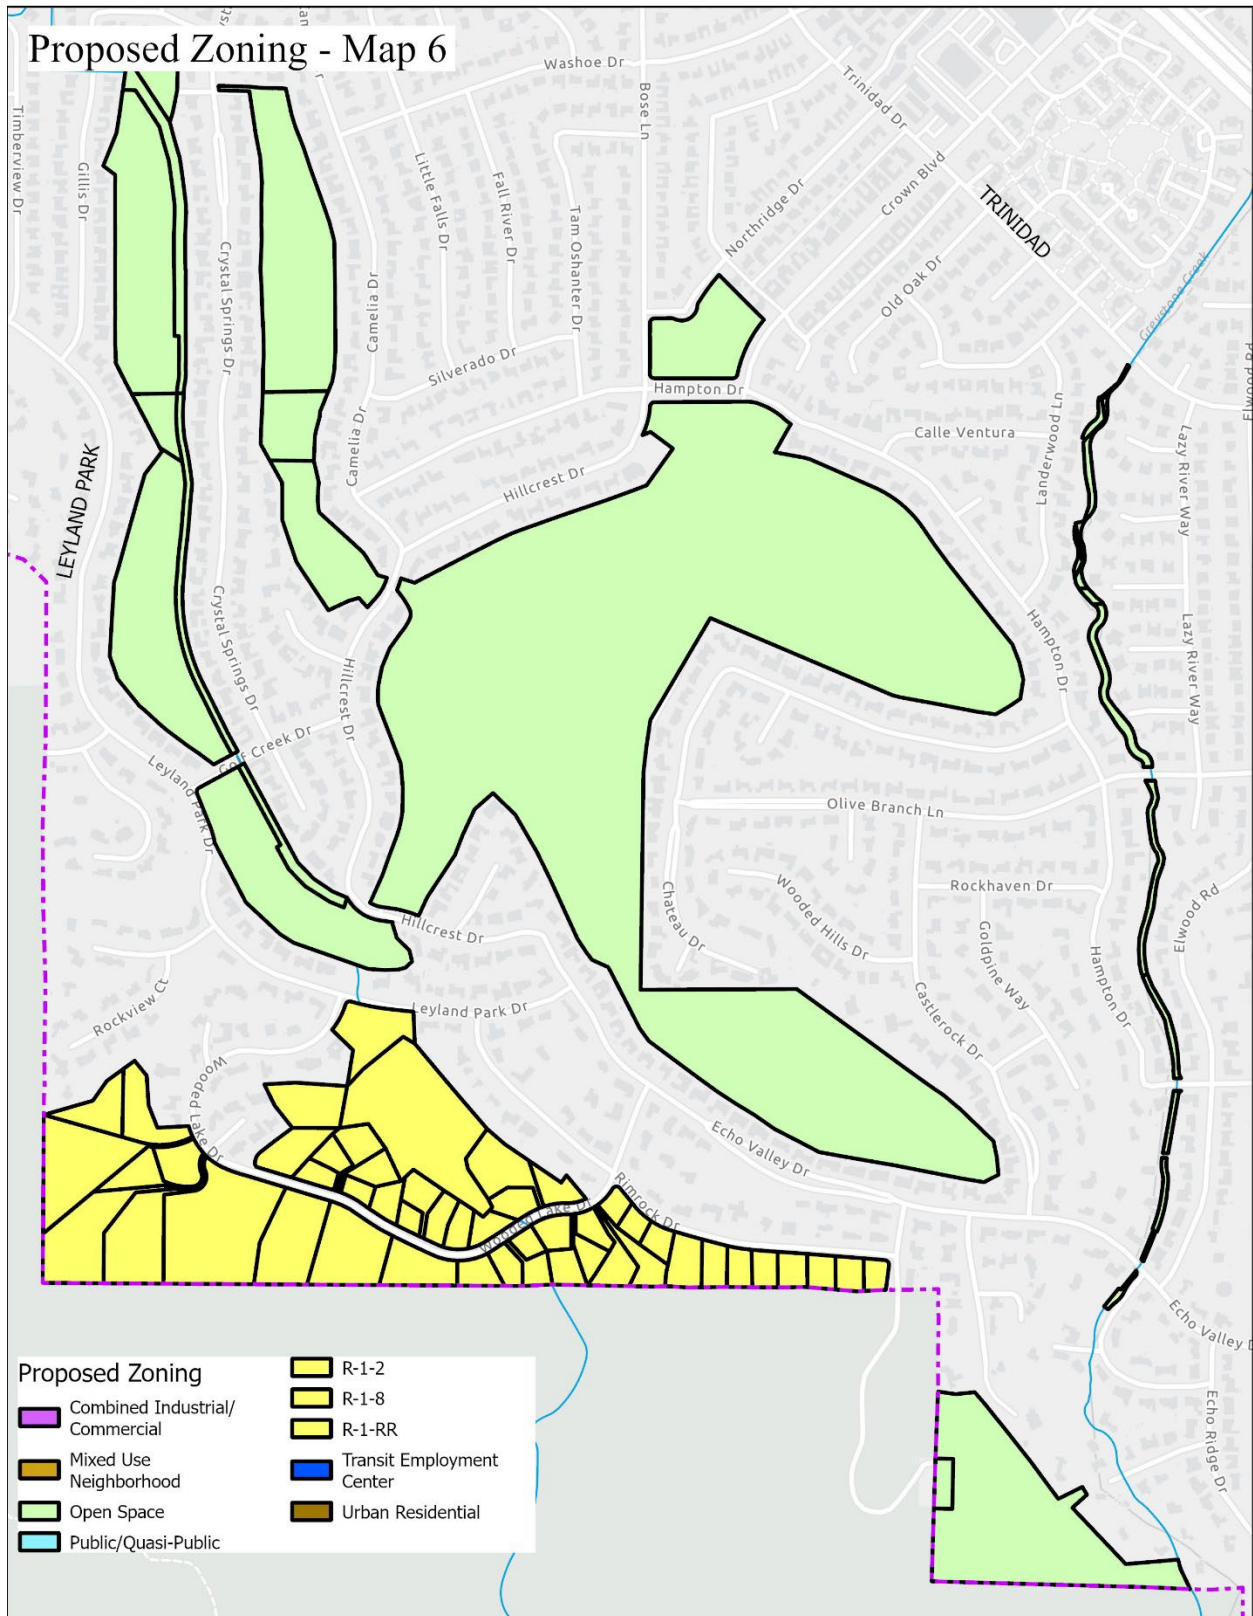 Proposed Zoning - Map 6
Washoe Dr
Trinidad Dr
Bose Ln
Timberview Dr
Gillis Dr
Little Falls Dr
Fall River Dr
Tam Oshanter Dr
Northridge Dr
Crown Blvd
TRINIDAD
Old Oak Dr
Greystone Creek
Crystal Springs Dr
Camelia Dr
Silverado Dr
Hampton Dr
Calle Ventura
Landerwood Ln
Lazy River Way
Elwood Rd
Camelia Dr
Hillcrest Dr
LEYLAND PARK
Crystal Springs Dr
Hillcrest Dr
Hampton Dr
Lazy River Way
Golf Creek Dr
Leyland Park Dr
Olive Branch Ln
Chateau Dr
Wooded Hills Dr
Rockhaven Dr
Elwood Rd
Goldpine Way
Hampton Dr
Hillcrest Dr
Castlerock Dr
Leyland Park Dr
Rockview Ct
Wooded Lake Dr
Echo Valley Dr
Rimrock Dr
Wooded Lake Dr
Echo Valley D
Echo Ridge Dr
Proposed Zoning
Combined Industrial/
Commercial
Mixed Use
Neighborhood
Open Space
Public/Quasi-Public
R-1-2
R-1-8
R-1-RR
Transit Employment
Center
Urban Residential